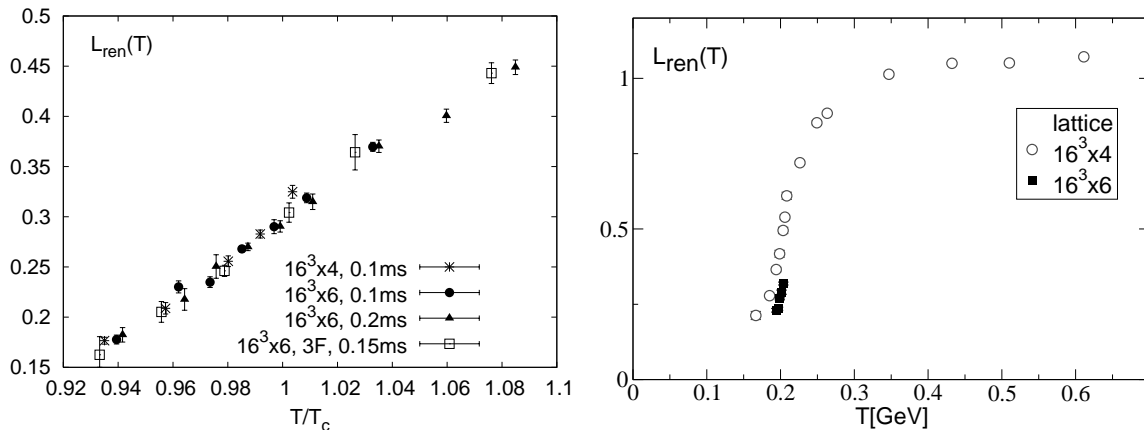 L_ren(T)
0.5
0.45
0.4
0.35
0.3
0.25
0.2
0.15
16^3x4, 0.1ms
16^3x6, 0.1ms
16^3x6, 0.2ms
16^3x6, 3F, 0.15ms
0.92 0.94 0.96 0.98 1 1.02 1.04 1.06 1.08 1.1
T/T_c
L_ren(T)
1
0.5
0
lattice
16^3x4
16^3x6
0 0.1 0.2 0.3 0.4 0.5 0.6
T[GeV]